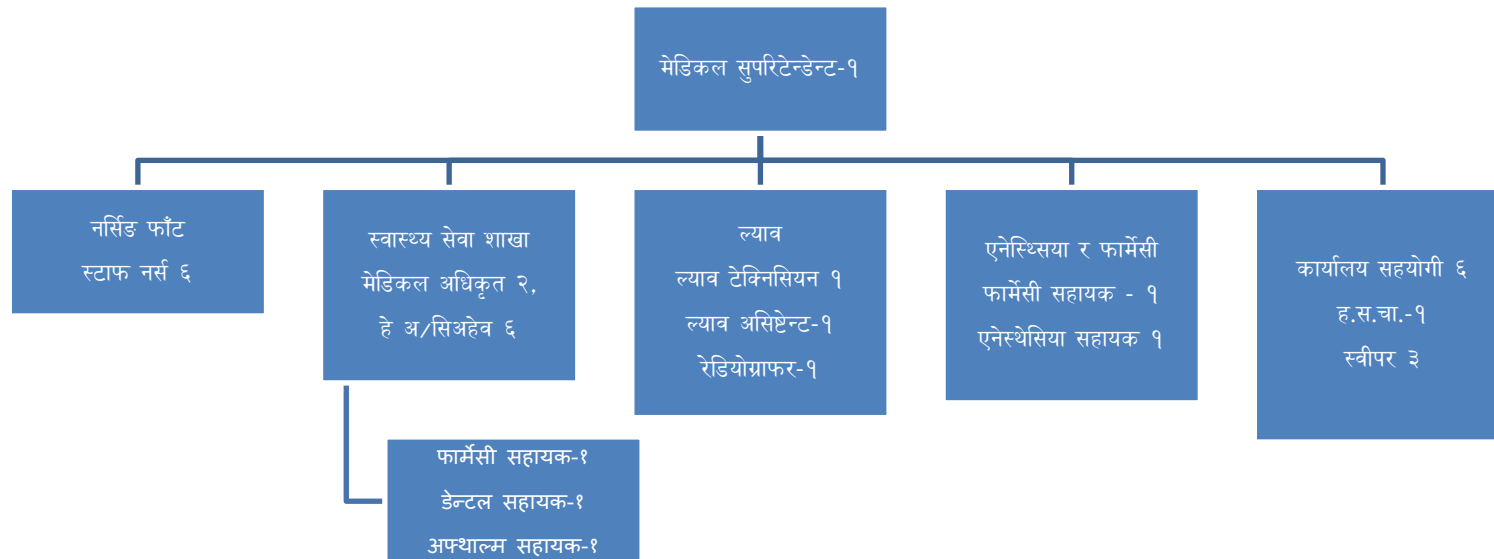 मेडिकल सुपरिटेन्डेन्ट-१
नर्सिङ फाँट
स्टाफ नर्स ६
स्वास्थ्य सेवा शाखा
मेडिकल अधिकृत २,
हे अ/सिअहेव ६
ल्याव
ल्याव टेक्निसियन १
ल्याव असिष्टेन्ट-१
रेडियोग्राफर-१
एनेस्थ्सिया र फार्मेसी
फार्मेसी सहायक - १
एनेस्थेसिया सहायक १
कार्यालय सहयोगी ६
ह.स.चा.-१
स्वीपर ३
फार्मेसी सहायक-१
डेन्टल सहायक-१
अफ्थाल्म सहायक-१